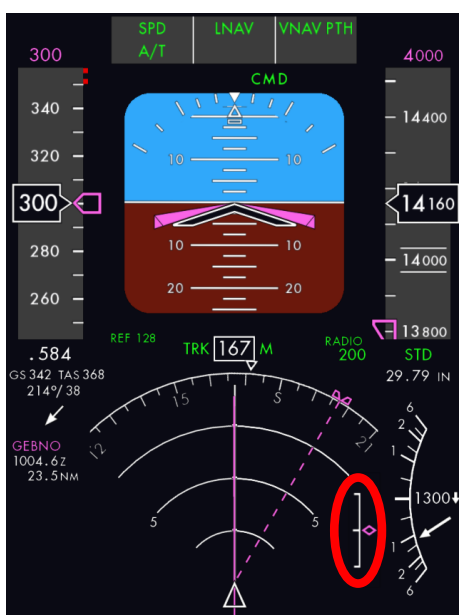 SPD LNAV VNAV PTH
A/T
300
4000
CMD
340
320
300
280
260
14400
14 160
14000
13800
10 10
10 10
20 20
.584
REF 128
TRK 167 M
RADIO
200
STD
29.79 IN
GS 342 TAS 368
214°/ 38
GEBNO
1004.6Z
23.5NM
12
15
S
21
5 5
6
2
1
1300
1
2
6